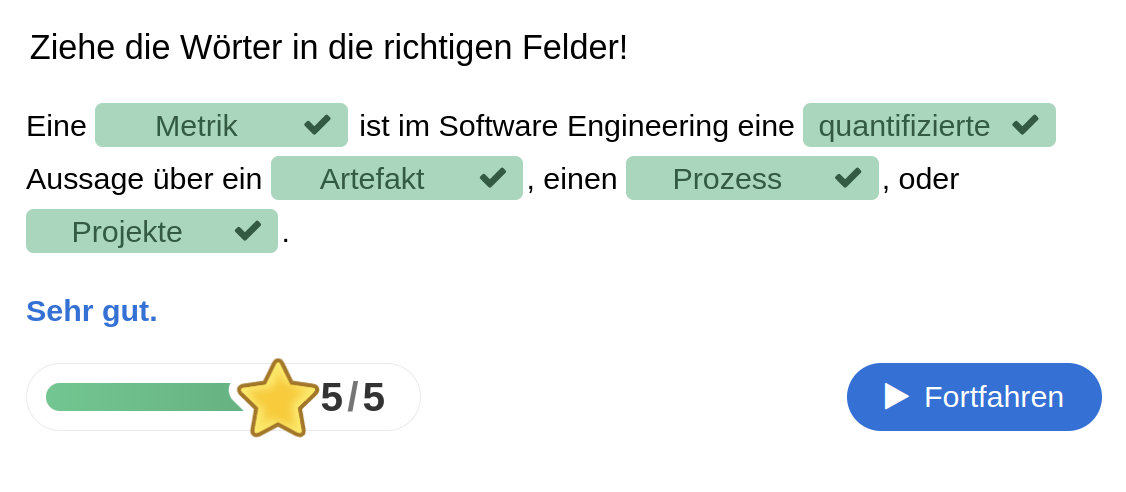 Ziehe die Wörter in die richtigen Felder!
Eine Metrik ist im Software Engineering eine quantifizierte
Aussage über ein Artefakt , einen Prozess , oder
Projekte .
Sehr gut.
5/5
Fortfahren